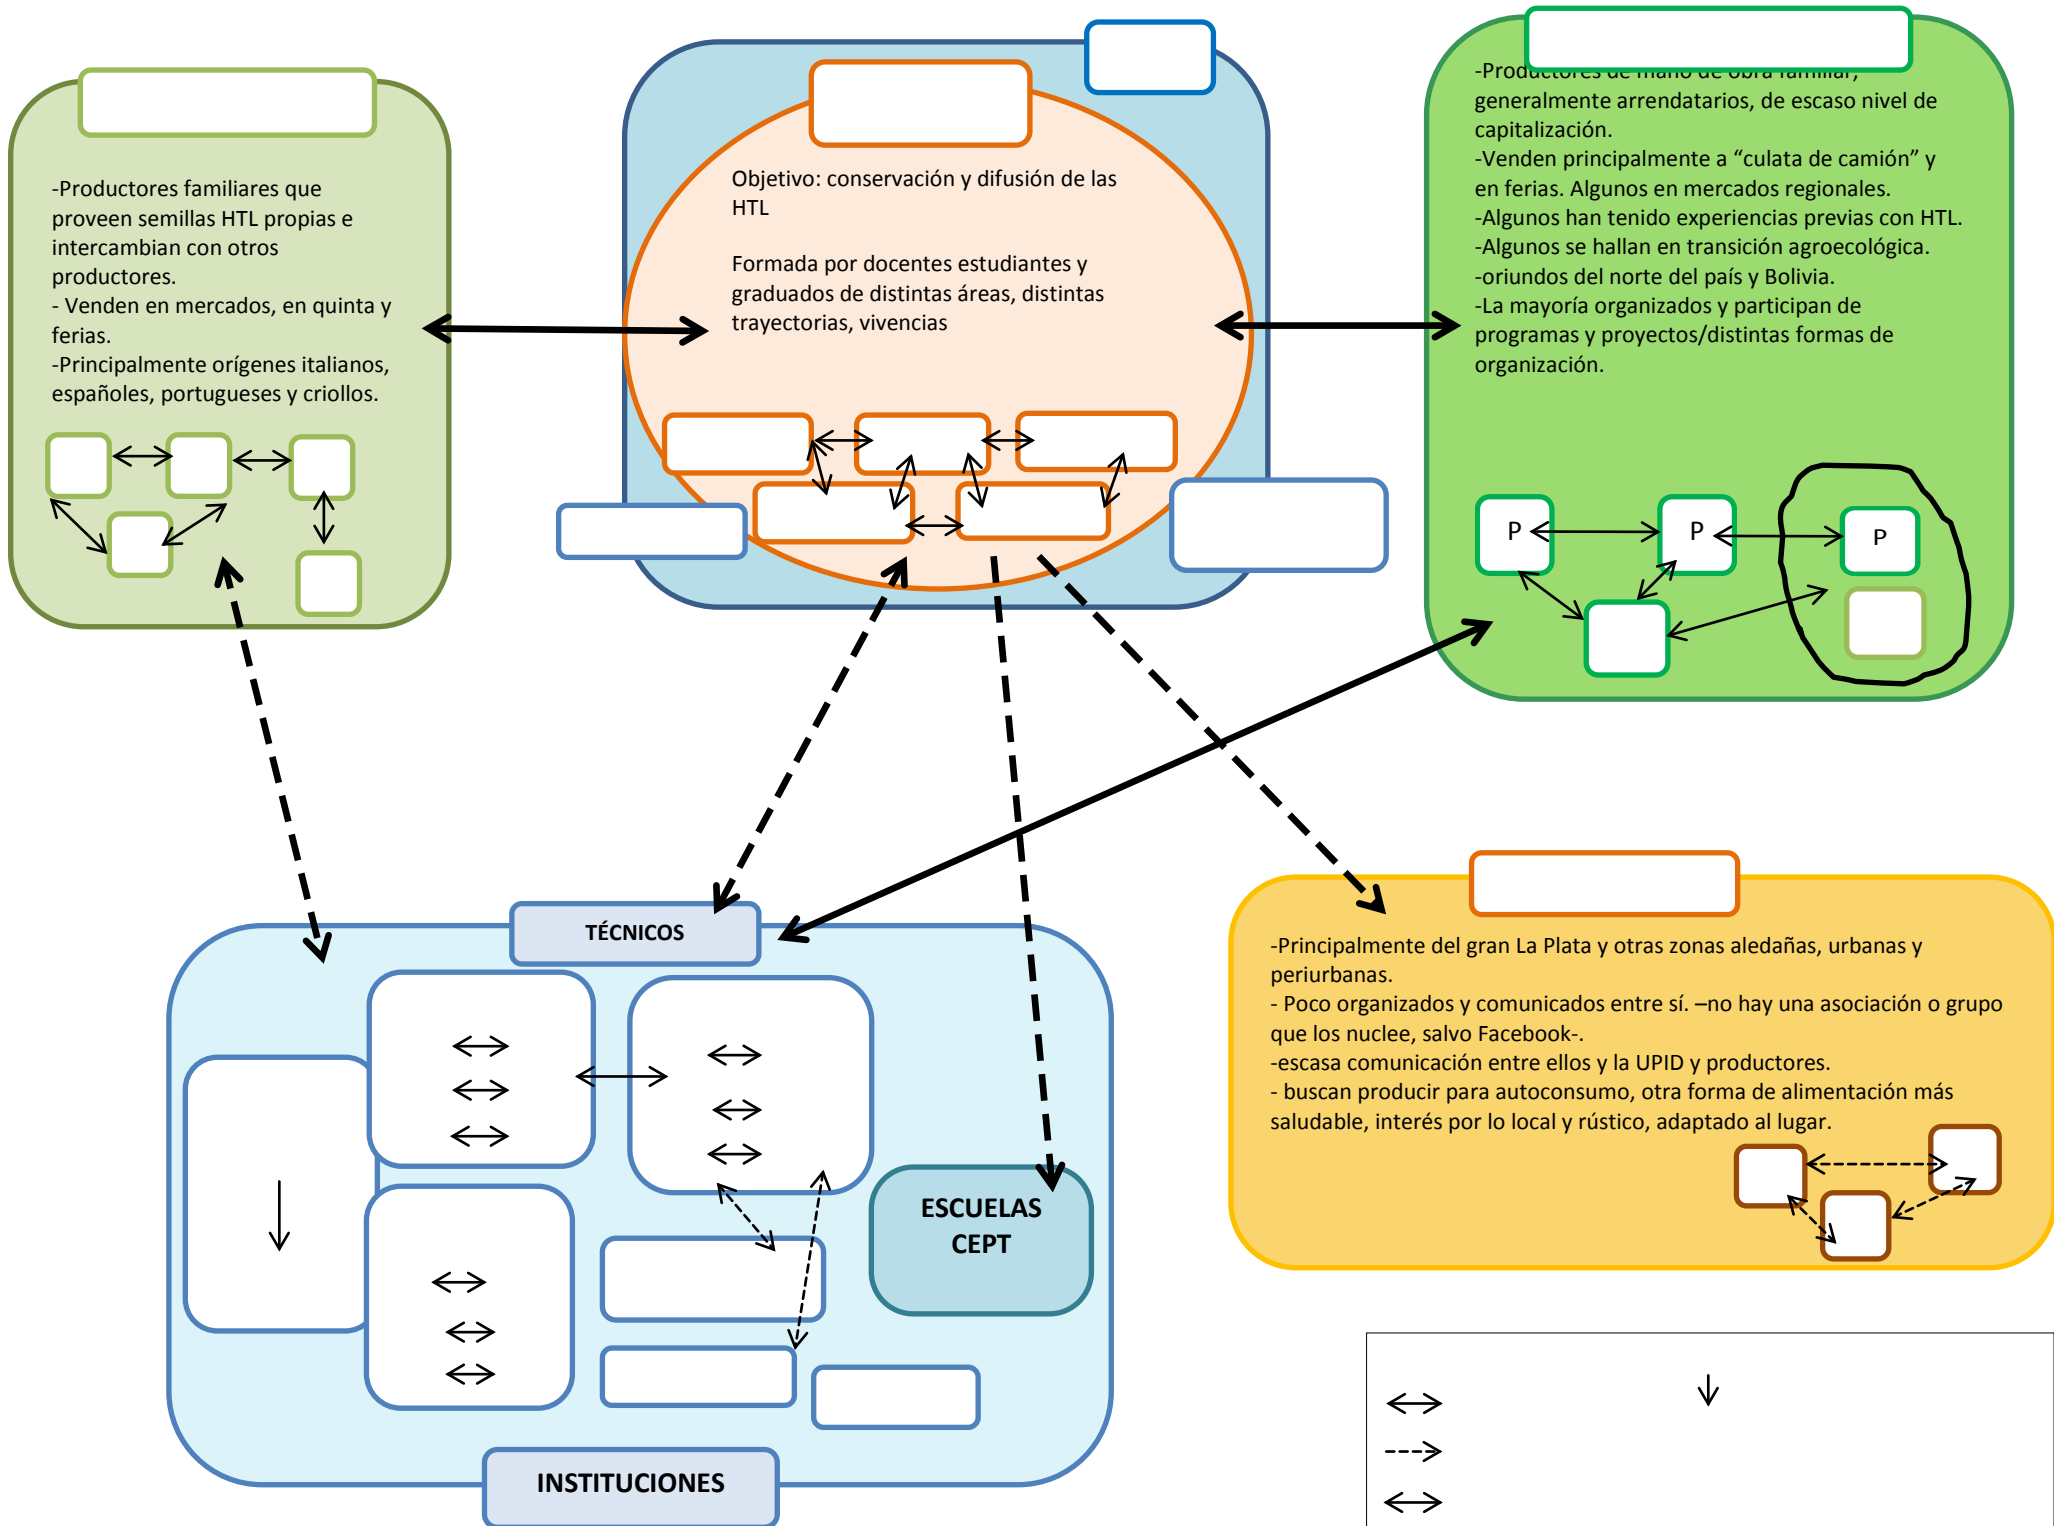 -Productores familiares que
proveen semillas HTL propias e
intercambian con otros
productores.
- Venden en mercados, en quinta y
ferias.
-Principalmente orígenes italianos,
españoles, portugueses y criollos.
Objetivo: conservación y difusión de las
HTL
Formada por docentes estudiantes y
graduados de distintas áreas, distintas
trayectorias, vivencias
-Productores de mano de obra familiar,
generalmente arrendatarios, de escaso nivel de
capitalización.
-Venden principalmente a “culata de camión” y
en ferias. Algunos en mercados regionales.
-Algunos han tenido experiencias previas con HTL.
-Algunos se hallan en transición agroecológica.
-oriundos del norte del país y Bolivia.
-La mayoría organizados y participan de
programas y proyectos/distintas formas de
organización.
P
P
P
TÉCNICOS
ESCUELAS
CEPT
INSTITUCIONES
-Principalmente del gran La Plata y otras zonas aledañas, urbanas y
periurbanas.
- Poco organizados y comunicados entre sí. –no hay una asociación o grupo
que los nuclee, salvo Facebook-.
-escasa comunicación entre ellos y la UPID y productores.
- buscan producir para autoconsumo, otra forma de alimentación más
saludable, interés por lo local y rústico, adaptado al lugar.